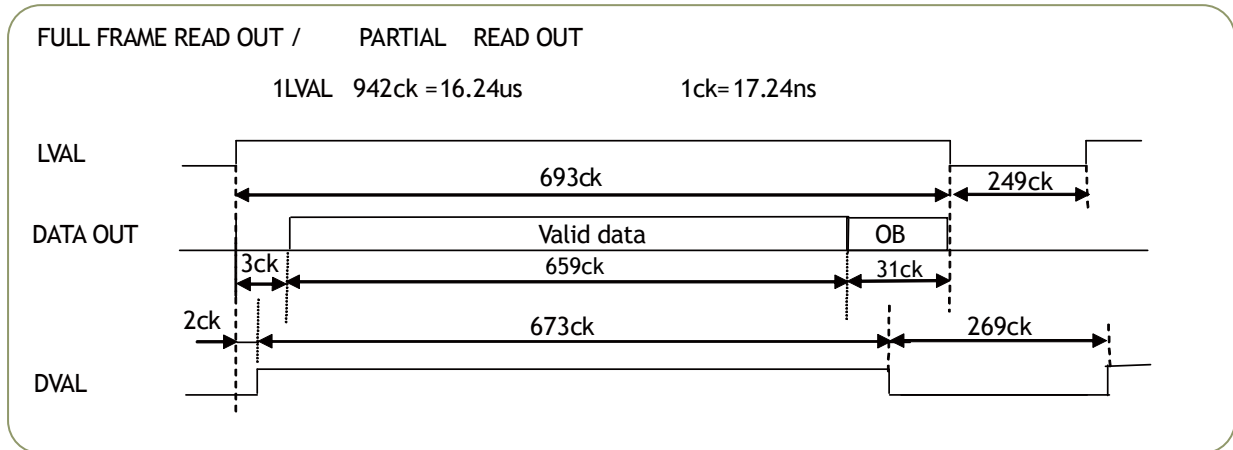 FULL FRAME READ OUT / PARTIAL READ OUT
1LVAL 942ck =16.24us 1ck=17.24ns
LVAL
693ck 249ck
DATA OUT Valid data OB
3ck 659ck 31ck
2ck 673ck 269ck
DVAL